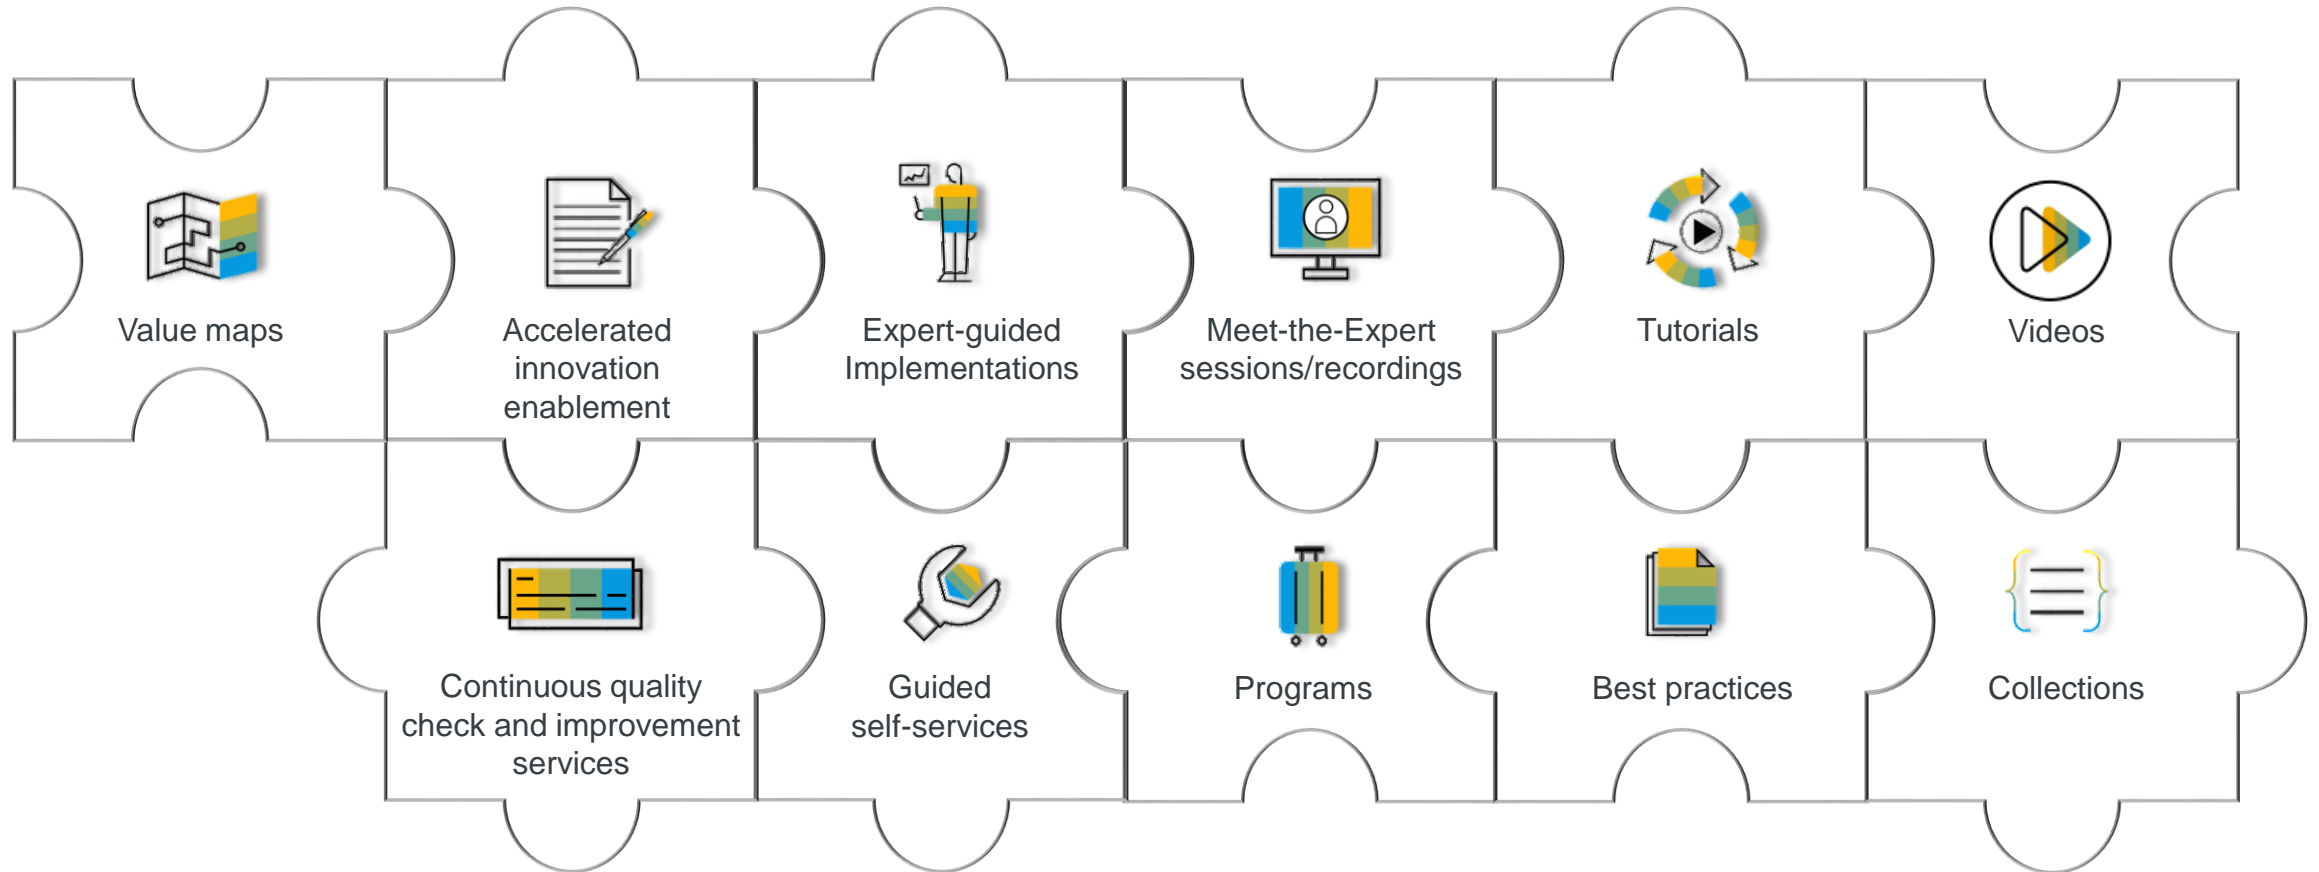 Value maps
Accelerated
innovation
enablement
Expert-guided
Implementations
Meet-the-Expert
sessions/recordings
Tutorials
Videos
Continuous quality
check and improvement
services
Guided
self-services
Programs
Best practices
Collections